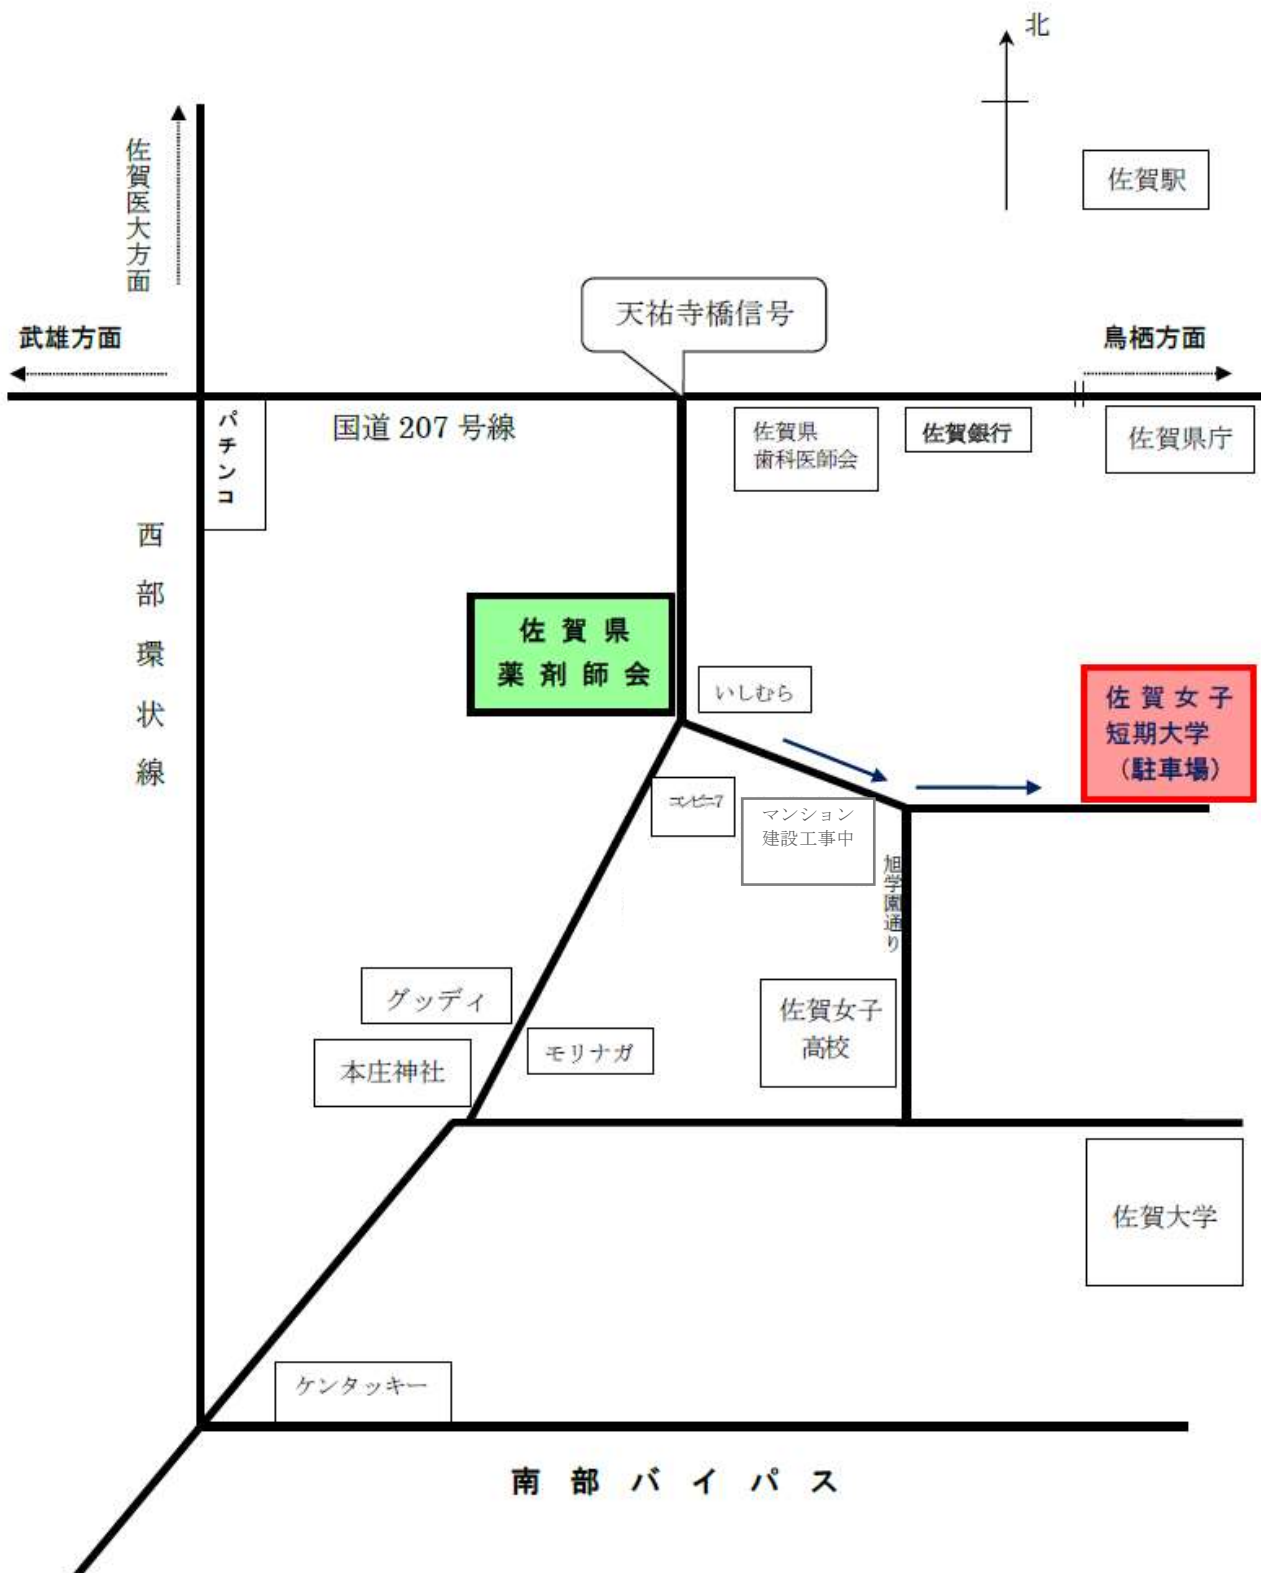 北
佐賀駅
佐賀医大方面
天祐寺橋信号
武雄方面
鳥栖方面
パチンコ
国道 207 号線
佐賀県
歯科医師会
佐賀銀行
佐賀県庁
西部環状線
佐賀県
薬剤師会
いしむら
佐賀女子
短期大学
(駐車場)
コンビニ7
マンション
建設工事中
旭学園通り
グッディ
佐賀女子
高校
モリナガ
本庄神社
佐賀大学
ケンタッキー
南部バイパス